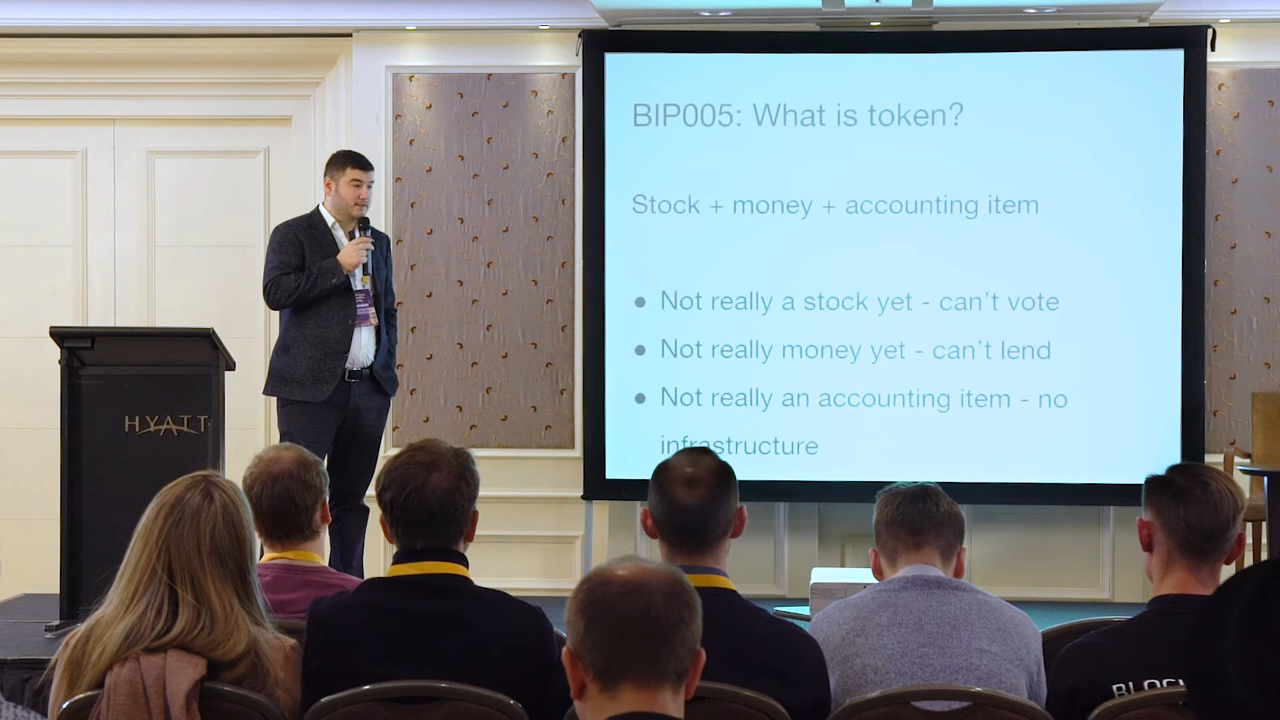 BIP005: What is token?
Stock + money + accounting item
● Not really a stock yet - can't vote
● Not really money yet - can't lend
● Not really an accounting item - no
infrastructure
HYATT